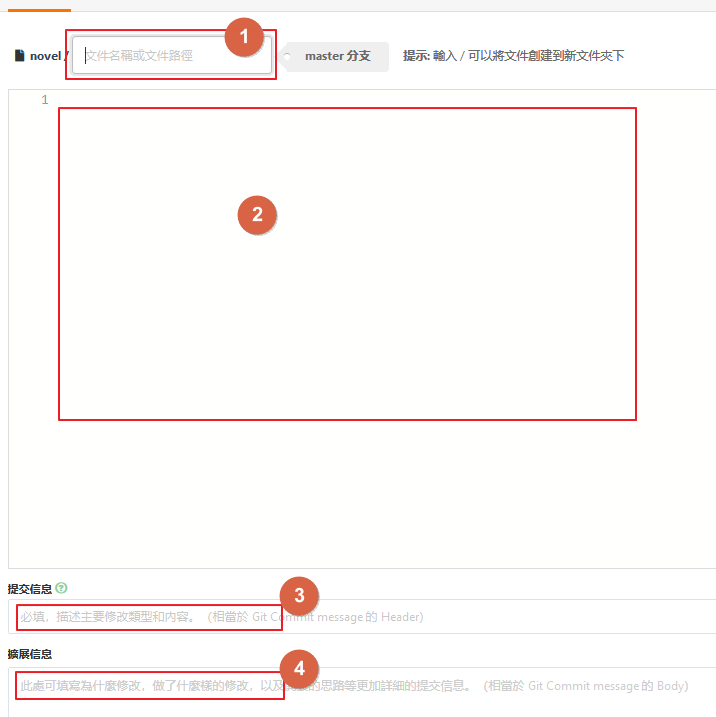 novel / 文件名稱或文件路徑 1 master 分支 提示: 輸入 / 可以將文件創建到新文件夾下
1
2
提交信息 ?
3
必填，描述主要修改類型和內容。（相當於 Git Commit message 的 Header）
擴展信息
4
此處可填寫為什麼修改，做了什麼樣的修改，以及的思路等更加詳細的提交信息。（相當於 Git Commit message 的 Body）